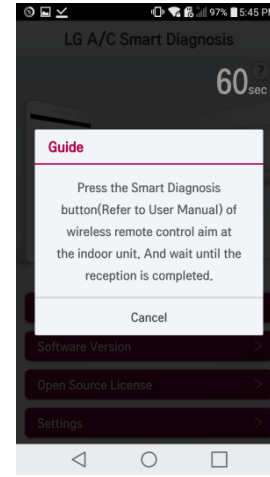 97% 5:45 PM
LG A/C Smart Diagnosis
60sec ?
Guide
Press the Smart Diagnosis
button(Refer to User Manual) of
wireless remote control aim at
the indoor unit. And wait until the
reception is completed.
Cancel
Software Version
Open Source License
Settings